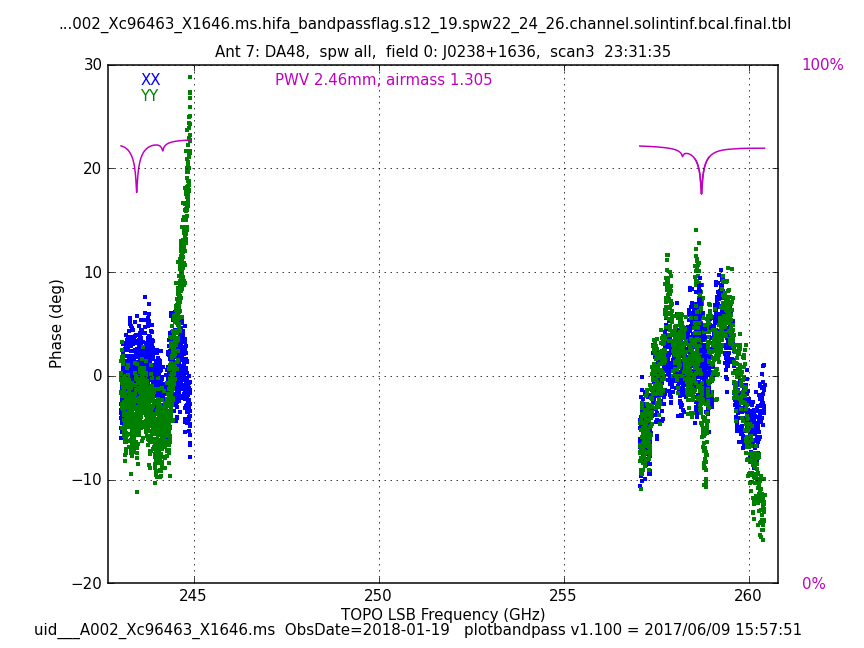 ...002_Xc96463_X1646.ms.hifa_bandpassflag.s12_19.spw22_24_26.channel.solintinf.bcal.final.tbl
Ant 7: DA48, spw all, field 0: J0238+1636, scan3 23:31:35
30
100%
XX
YY
PWV 2.46mm, airmass 1.305
20
10
0
−10
−20
0%
Phase (deg)
245
250
255
260
TOPO LSB Frequency (GHz)
uid___A002_Xc96463_X1646.ms ObsDate=2018-01-19 plotbandpass v1.100 = 2017/06/09 15:57:51